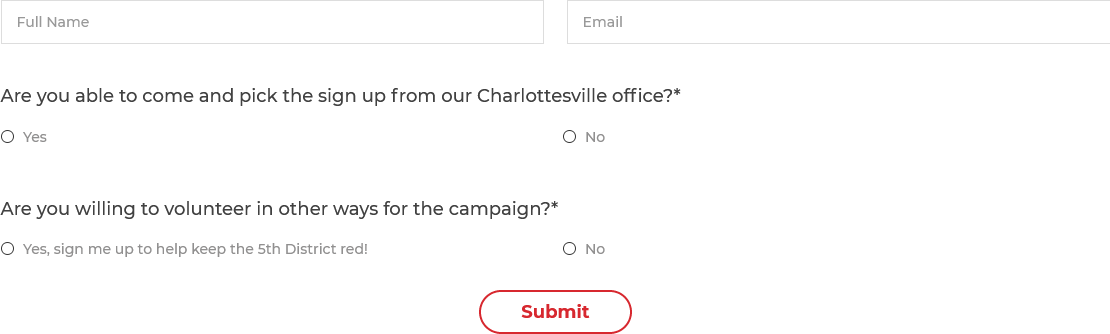 Full Name Email
Are you able to come and pick the sign up from our Charlottesville office?*
Yes No
Are you willing to volunteer in other ways for the campaign?*
Yes, sign me up to help keep the 5th District red! No
Submit